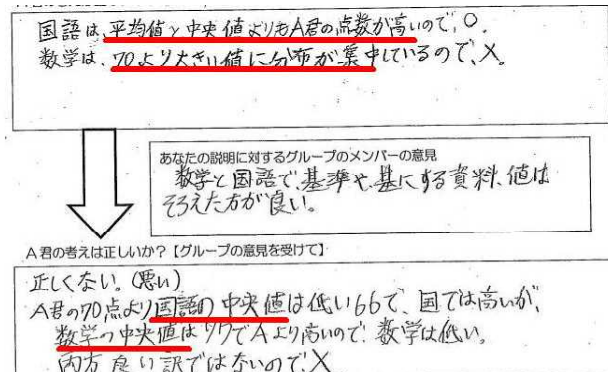 国語は、平均値と中央値よりもA君の点数が高いので、○。
数学は、70より大きい値に分布が集中しているので、×。
あなたの説明に対するグループのメンバーの意見
数学と国語で、基準や、基にする資料、値は
そろえた方が良い。
A君の考えは正しいか?【グループの意見を受けて】
正しくない。(悪い)
A君の70点より国語の中央値は低い66で、国では高いが、
数学の中央値は77でAより高いので、数学は低い。
両方良い訳ではないので、×